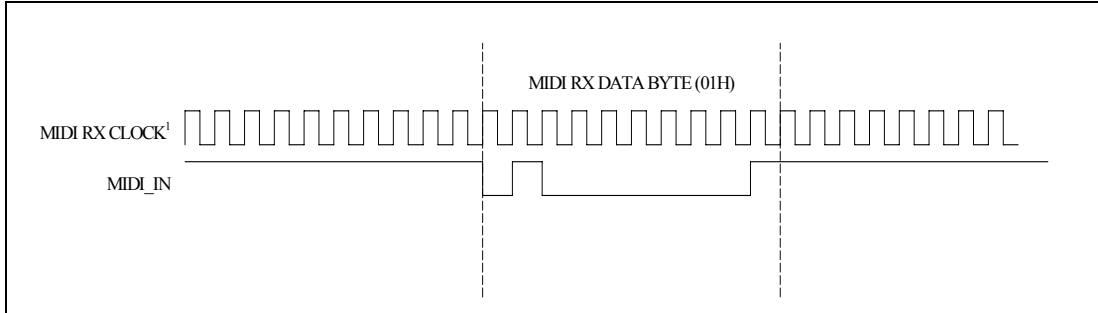 MIDI RX DATA BYTE (01H)
MIDI RX CLOCK¹
MIDI_IN